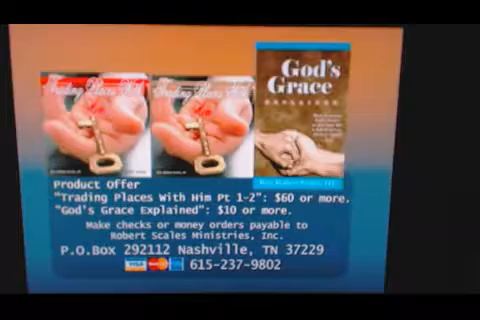 Trading Places With
Trading Places With
God's
Grace
EXPLAINED
Product Offer
"Trading Places With Him Pt 1-2": $60 or more.
"God's Grace Explained": $10 or more.
Make checks or money orders payable to
Robert Scales Ministries, Inc.
P.O.Box 292112 Nashville, TN 37229
VISA
615-237-9802